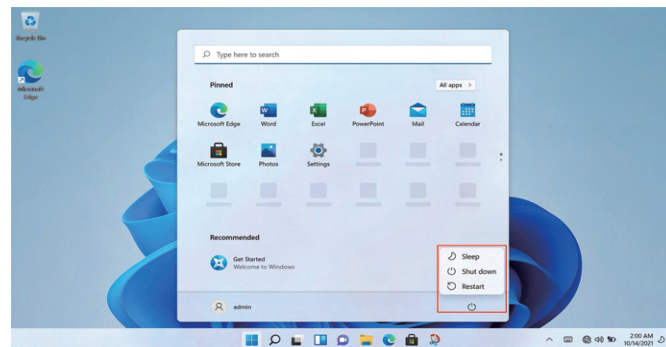 Recycle Bin
Microsoft
Edge
Type here to search
Pinned
All apps >
Microsoft Edge
Word
Excel
PowerPoint
Mail
Calendar
Microsoft Store
Photos
Settings
Recommended
Get Started
Welcome to Windows
Sleep
Shut down
Restart
admin
2:00 AM
10/14/2021